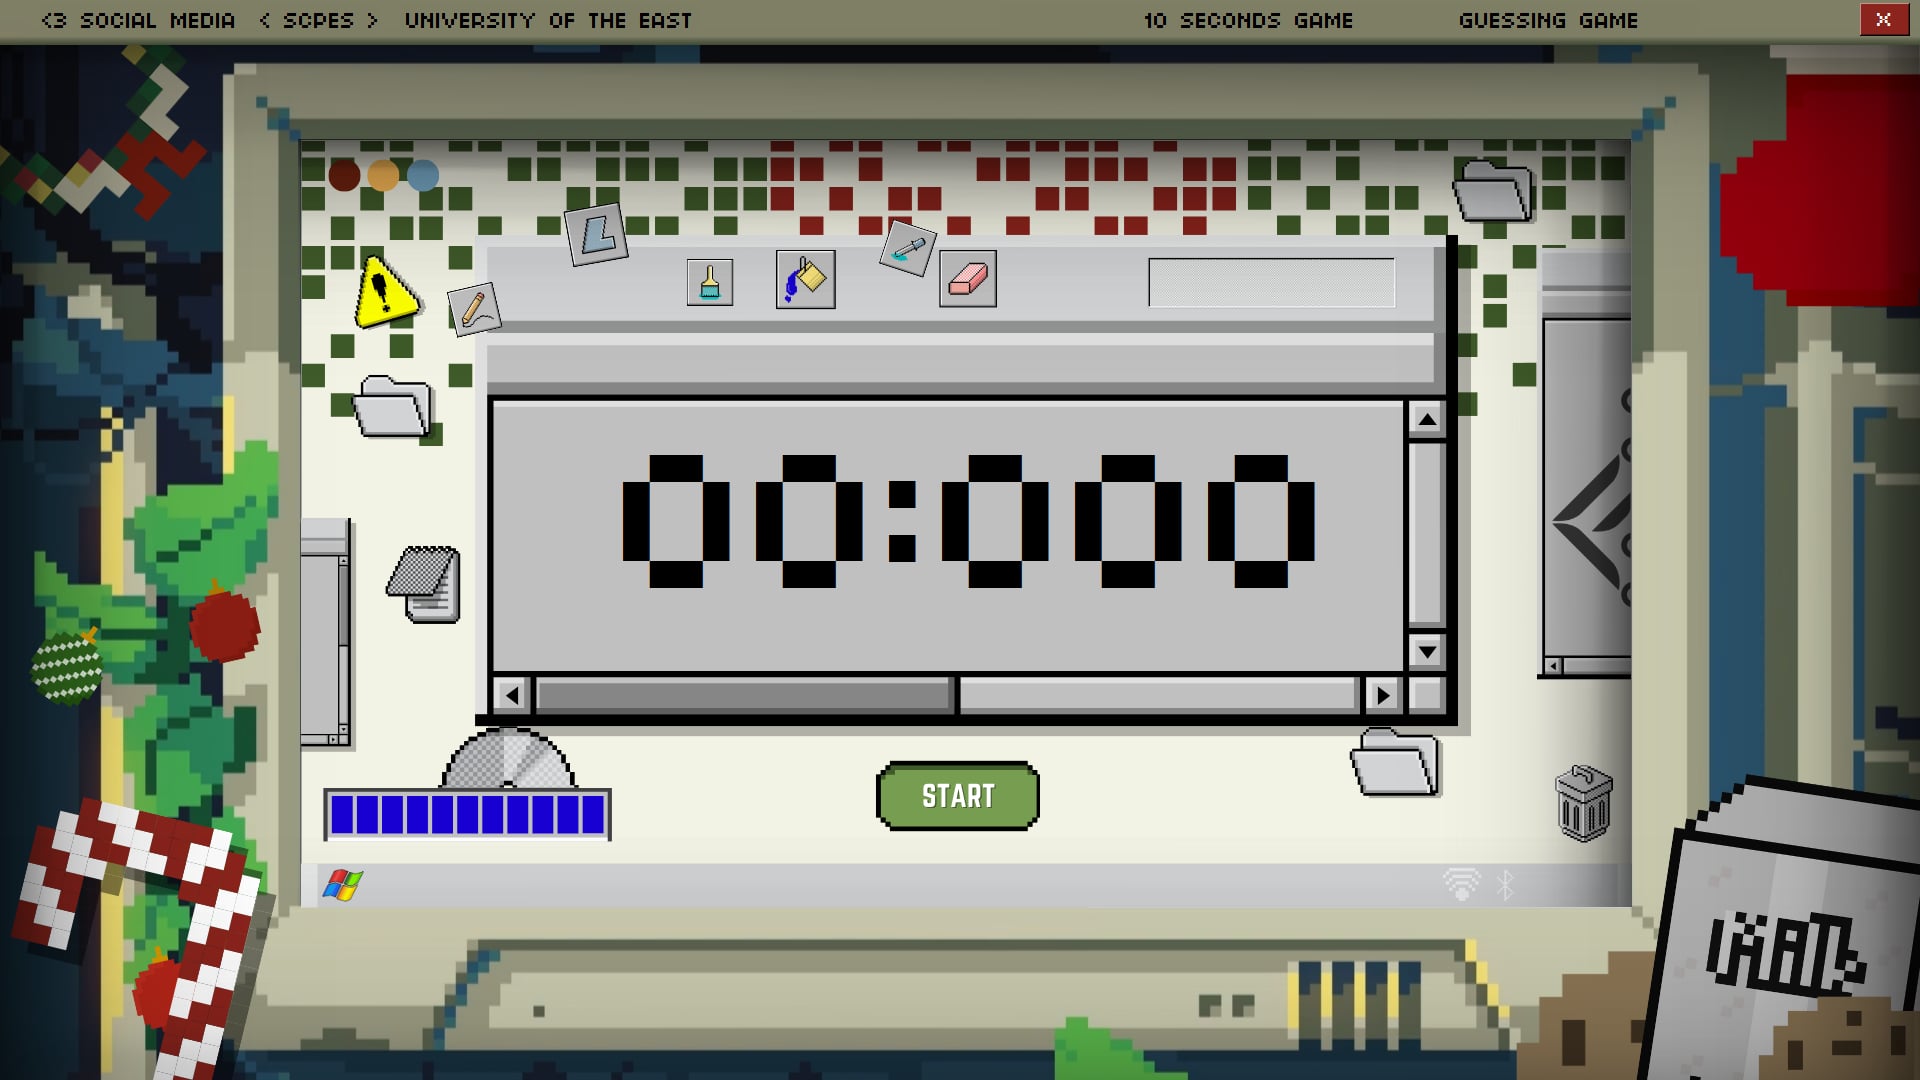 <3 SOCIAL MEDIA < SCPES > UNIVERSITY OF THE EAST 10 SECONDS GAME GUESSING GAME X
00:000
START